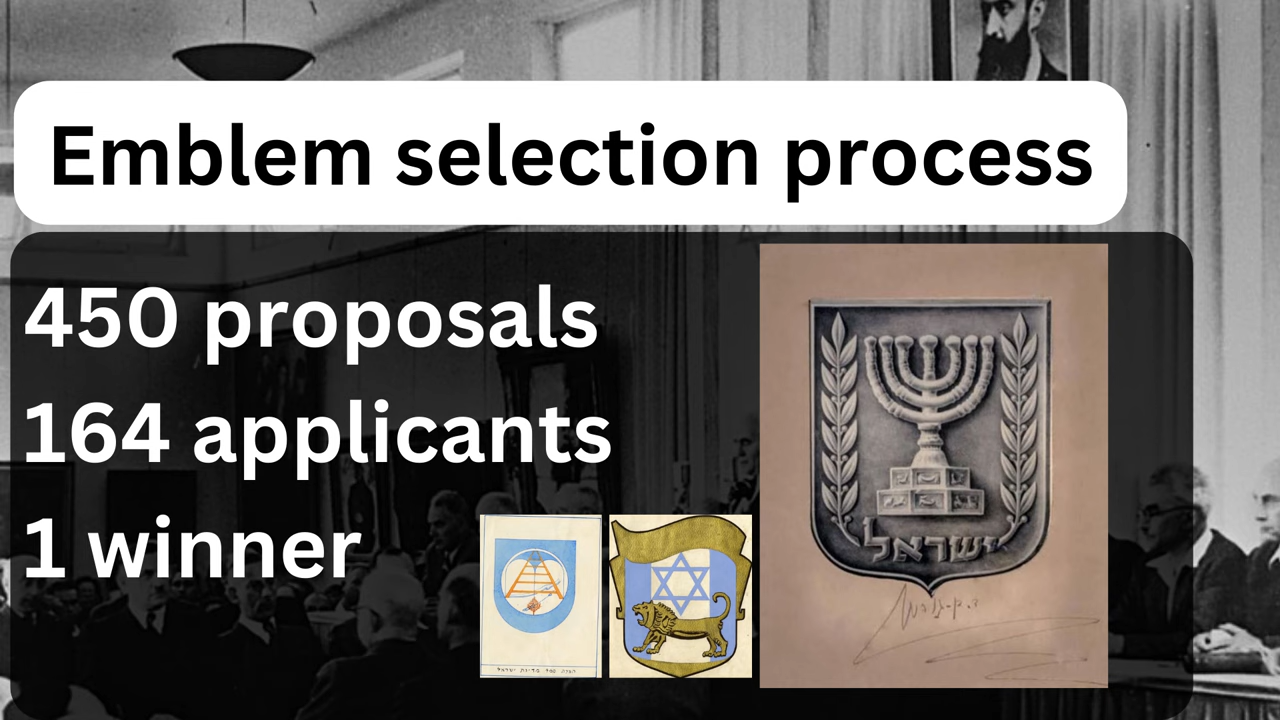 Emblem selection process
450 proposals
164 applicants
1 winner
ישראל